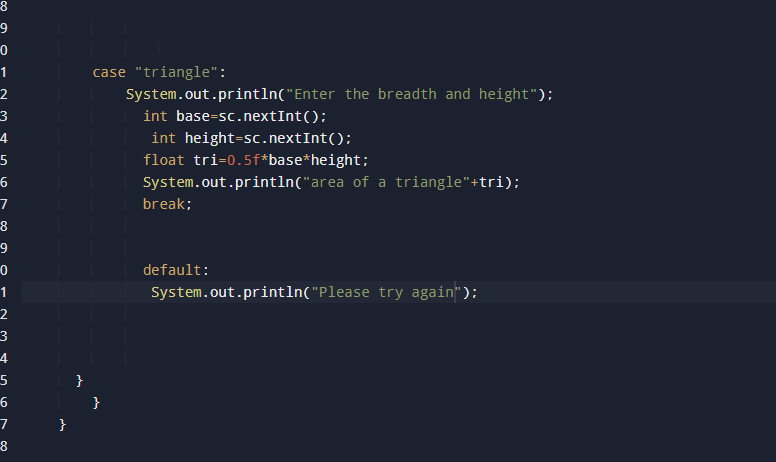 8
9
0
1 case "triangle":
2 System.out.println("Enter the breadth and height");
3 int base=sc.nextInt();
4 int height=sc.nextInt();
5 float tri=0.5f*base*height;
6 System.out.println("area of a triangle"+tri);
7 break;
8
9
0 default:
1 System.out.println("Please try again");
2
3
4
5 }
6 }
7 }
8